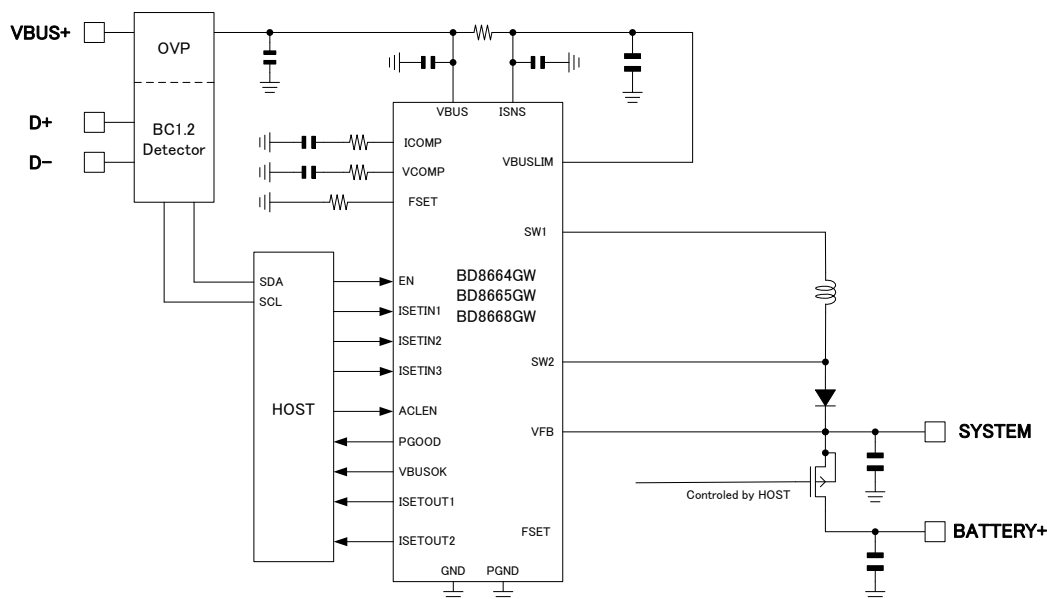 VBUS+
OVP
D+
D-
BC1.2
Detector
VBUS
ISNS
ICOMP
VCOMP
FSET
VBUSLIM
SW1
HOST
SDA
SCL
EN
ISETIN1
ISETIN2
ISETIN3
ACLEN
PGOOD
VBUSOK
ISETOUT1
ISETOUT2
BD8664GW
BD8665GW
BD8668GW
SW2
VFB
SYSTEM
Controled by HOST
FSET
BATTERY+
GND
PGND